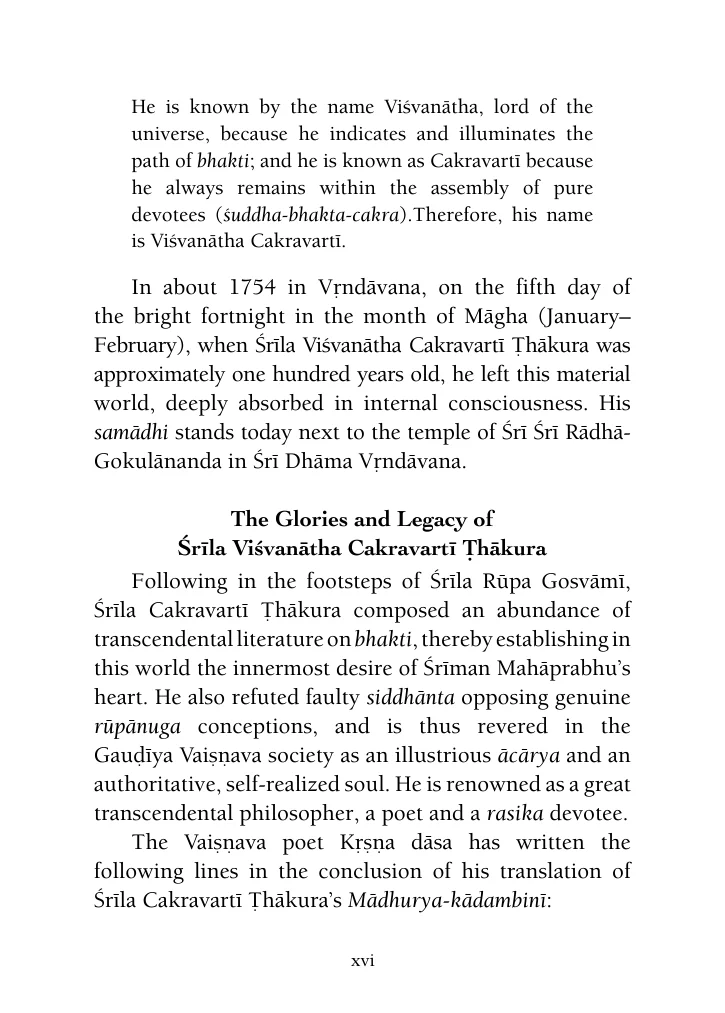 He is known by the name Viśvanātha, lord of the
universe, because he indicates and illuminates the
path of bhakti; and he is known as Cakravartī because
he always remains within the assembly of pure
devotees (śuddha-bhakta-cakra).Therefore, his name
is Viśvanātha Cakravartī.
In about 1754 in Vṛndāvana, on the fifth day of
the bright fortnight in the month of Māgha (January–
February), when Śrīla Viśvanātha Cakravartī Ṭhākura was
approximately one hundred years old, he left this material
world, deeply absorbed in internal consciousness. His
samādhi stands today next to the temple of Śrī Śrī Rādhā-
Gokulānanda in Śrī Dhāma Vṛndāvana.
The Glories and Legacy of
Śrīla Viśvanātha Cakravartī Ṭhākura
Following in the footsteps of Śrīla Rūpa Gosvāmī,
Śrīla Cakravartī Ṭhākura composed an abundance of
transcendental literature on bhakti, thereby establishing in
this world the innermost desire of Śrīman Mahāprabhu's
heart. He also refuted faulty siddhānta opposing genuine
rūpānuga conceptions, and is thus revered in the
Gauḍīya Vaiṣṇava society as an illustrious ācārya and an
authoritative, self-realized soul. He is renowned as a great
transcendental philosopher, a poet and a rasika devotee.
The Vaiṣṇava poet Kṛṣṇa dāsa has written the
following lines in the conclusion of his translation of
Śrīla Cakravartī Ṭhākura's Mādhurya-kādambinī:
xvi